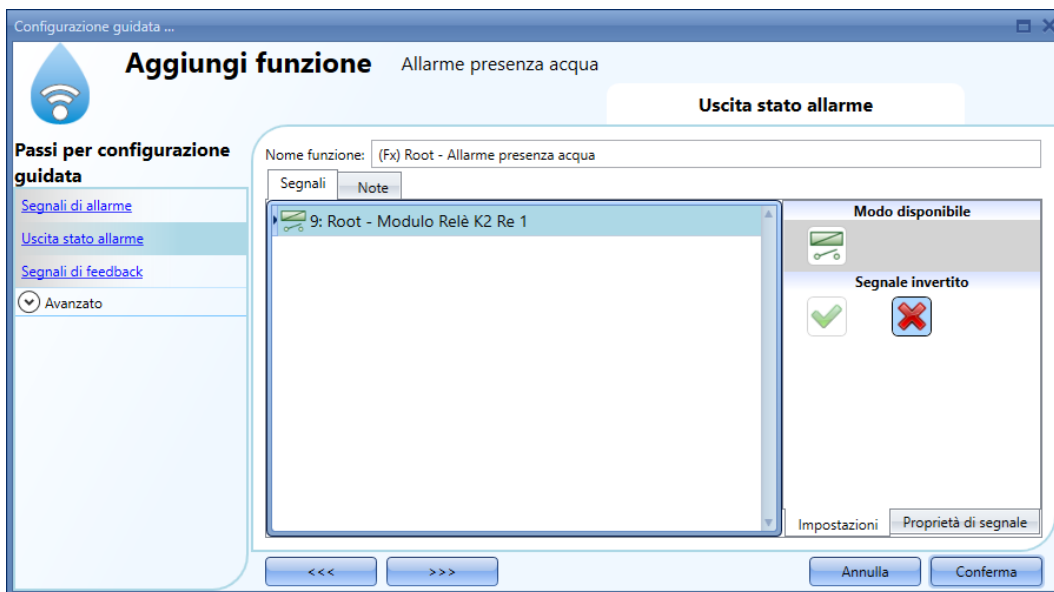 Configurazione guidata ...
Aggiungi funzione Allarme presenza acqua
Uscita stato allarme
Passi per configurazione
guidata
Segnali di allarme
Uscita stato allarme
Segnali di feedback
Avanzato
Nome funzione: (Fx) Root - Allarme presenza acqua
Segnali Note
9: Root - Modulo Relè K2 Re 1
Modo disponibile
Segnale invertito
Impostazioni Proprietà di segnale
<<< >>> Annulla Conferma